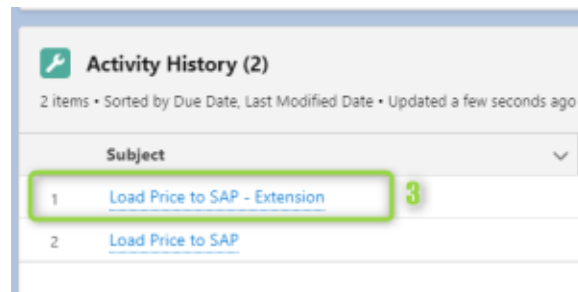 Activity History (2)
2 items • Sorted by Due Date, Last Modified Date • Updated a few seconds ago
Subject
1 Load Price to SAP - Extension 3
2 Load Price to SAP